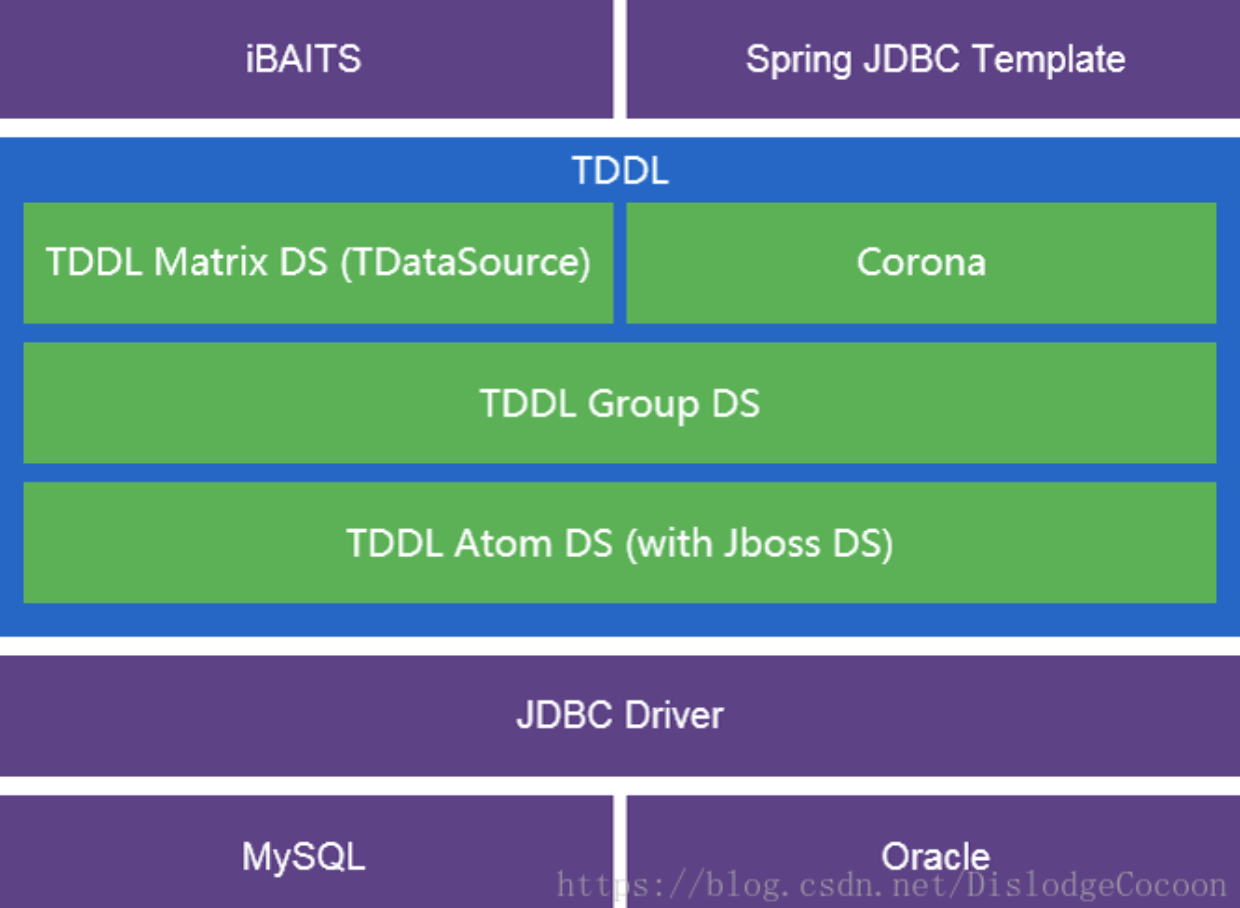 iBAITS
Spring JDBC Template
TDDL
TDDL Matrix DS (TDataSource)
Corona
TDDL Group DS
TDDL Atom DS (with Jboss DS)
JDBC Driver
MySQL
Oracle
https://blog.csdn.net/DislodgeCocoon